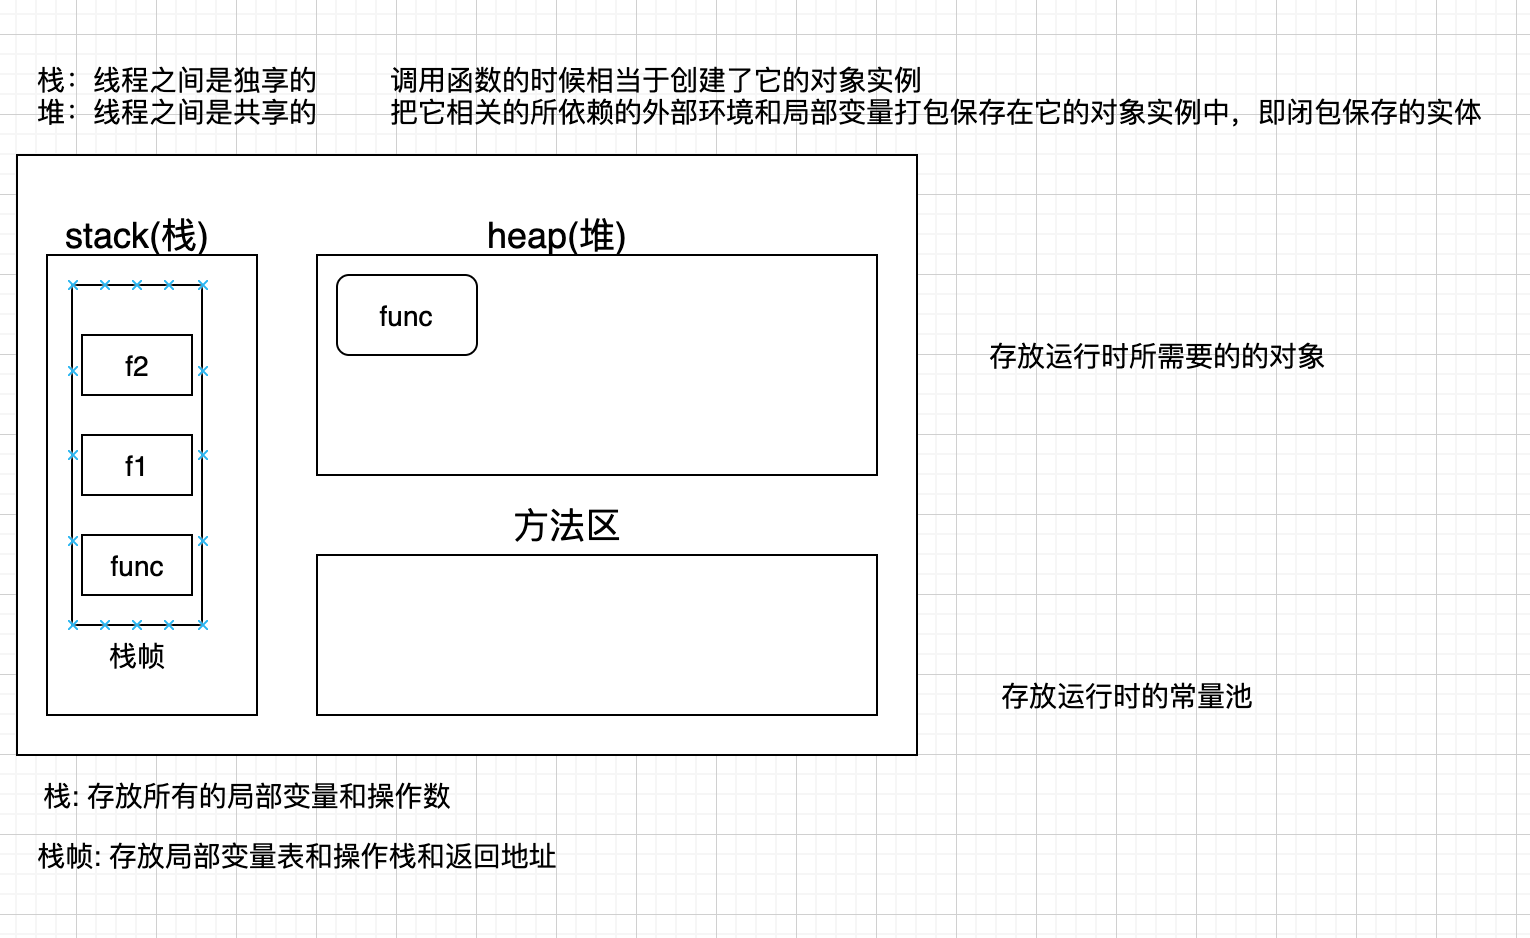 栈：线程之间是独享的
调用函数的时候相当于创建了它的对象实例
堆：线程之间是共享的
把它相关的所依赖的外部环境和局部变量打包保存在它的对象实例中，即闭包保存的实体
stack(栈)
heap(堆)
func
f2
存放运行时所需要的的对象
f1
方法区
func
栈帧
存放运行时的常量池
栈: 存放所有的局部变量和操作数
栈帧: 存放局部变量表和操作栈和返回地址